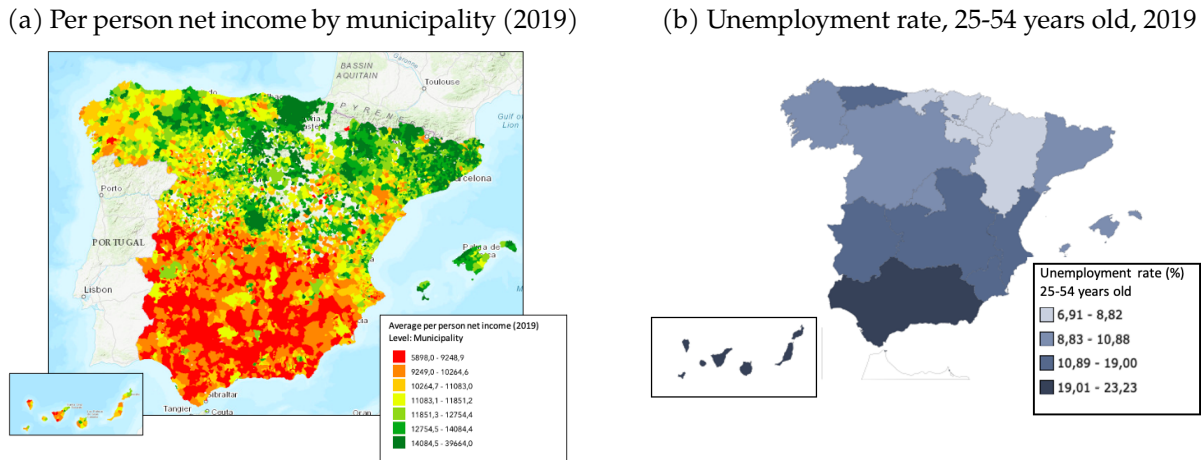 (a) Per person net income by municipality (2019)
(b) Unemployment rate, 25-54 years old, 2019
BASSIN
AQUITAIN
Toulouse
PYRENE
Gulf of
Lion
Porto
PORTUGAL
Lisbon
Palma de
Gibraltar
Tangier
Ceuta
Oran
Average per person net income (2019)
Level: Municipality
5898,0 - 9248,9
9249,0 - 10264,6
10264,7 - 11083,0
11083,1 - 11851,2
11851,3 - 12754,4
12754,5 - 14084,4
14084,5 - 39664,0
Unemployment rate (%)
25-54 years old
6,91 - 8,82
8,83 - 10,88
10,89 - 19,00
19,01 - 23,23